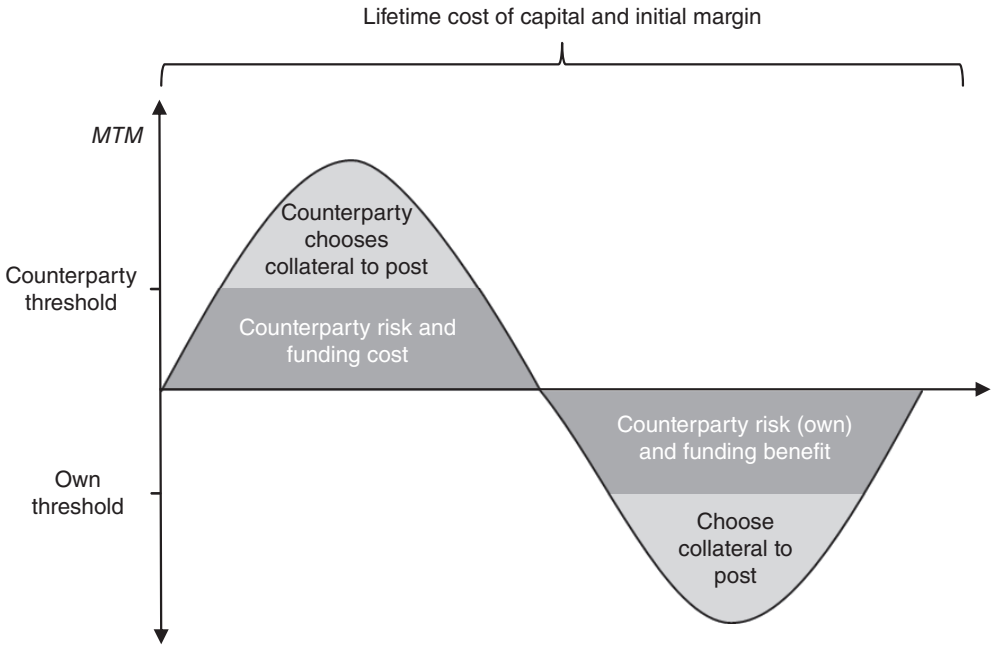 Lifetime cost of capital and initial margin
MTM
Counterparty
chooses
collateral to post
Counterparty
threshold
Counterparty risk and
funding cost
Counterparty risk (own)
and funding benefit
Own
threshold
Choose
collateral to
post